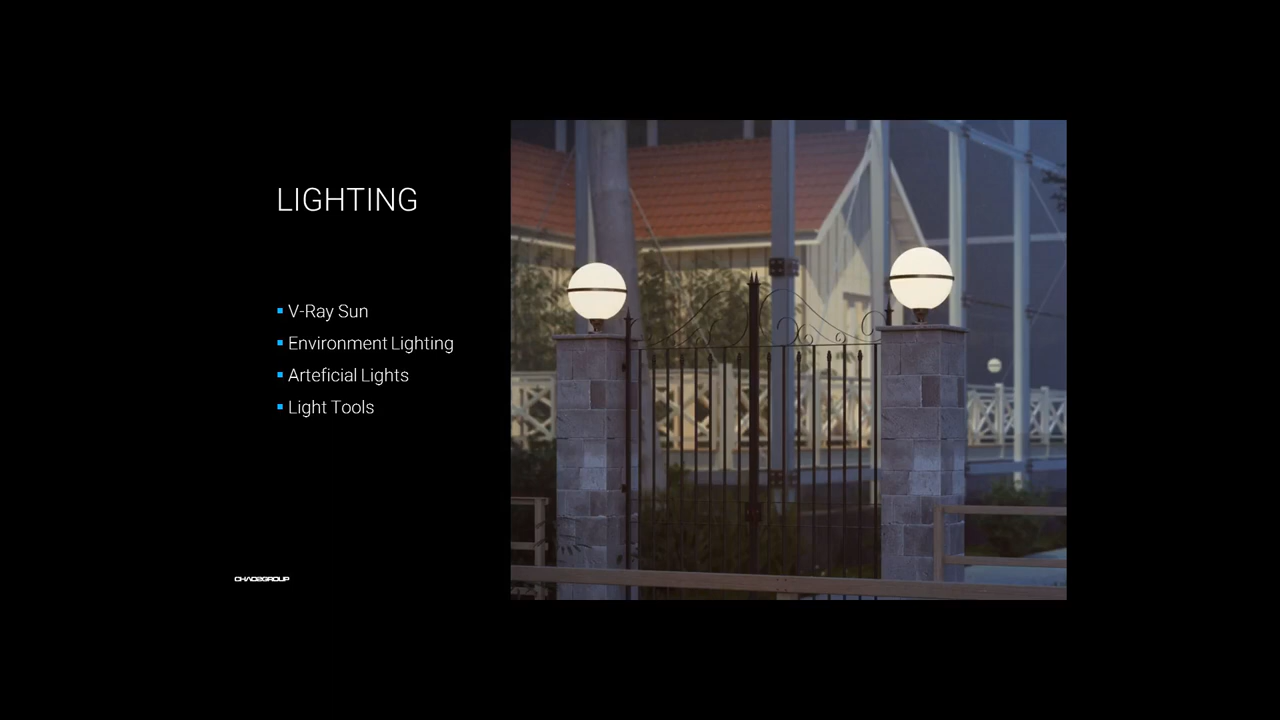 LIGHTING
V-Ray Sun
Environment Lighting
Arteficial Lights
Light Tools
CHAOSGROUP